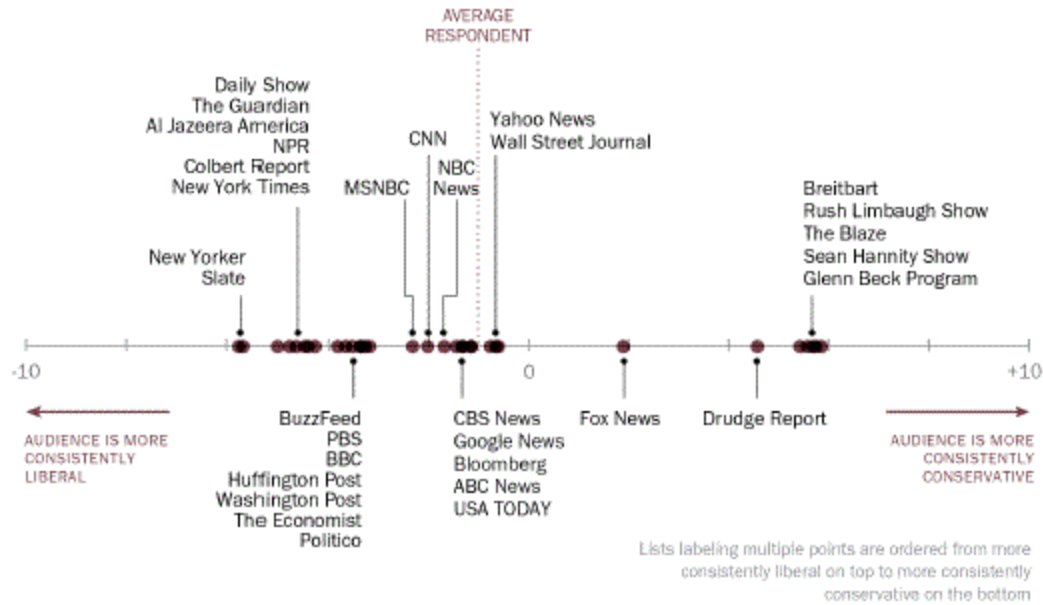 AVERAGE
RESPONDENT
Daily Show
The Guardian
Al Jazeera America
NPR
Colbert Report
New York Times
New Yorker
Slate
MSNBC
CNN
NBC
News
Yahoo News
Wall Street Journal
Breitbart
Rush Limbaugh Show
The Blaze
Sean Hannity Show
Glenn Beck Program
-10
0
+10
AUDIENCE IS MORE
CONSISTENTLY
LIBERAL
BuzzFeed
PBS
BBC
Huffington Post
Washington Post
The Economist
Politico
CBS News
Google News
Bloomberg
ABC News
USA TODAY
Fox News
Drudge Report
AUDIENCE IS MORE
CONSISTENTLY
CONSERVATIVE
Lists labeling multiple points are ordered from more
consistently liberal on top to more consistently
conservative on the bottom